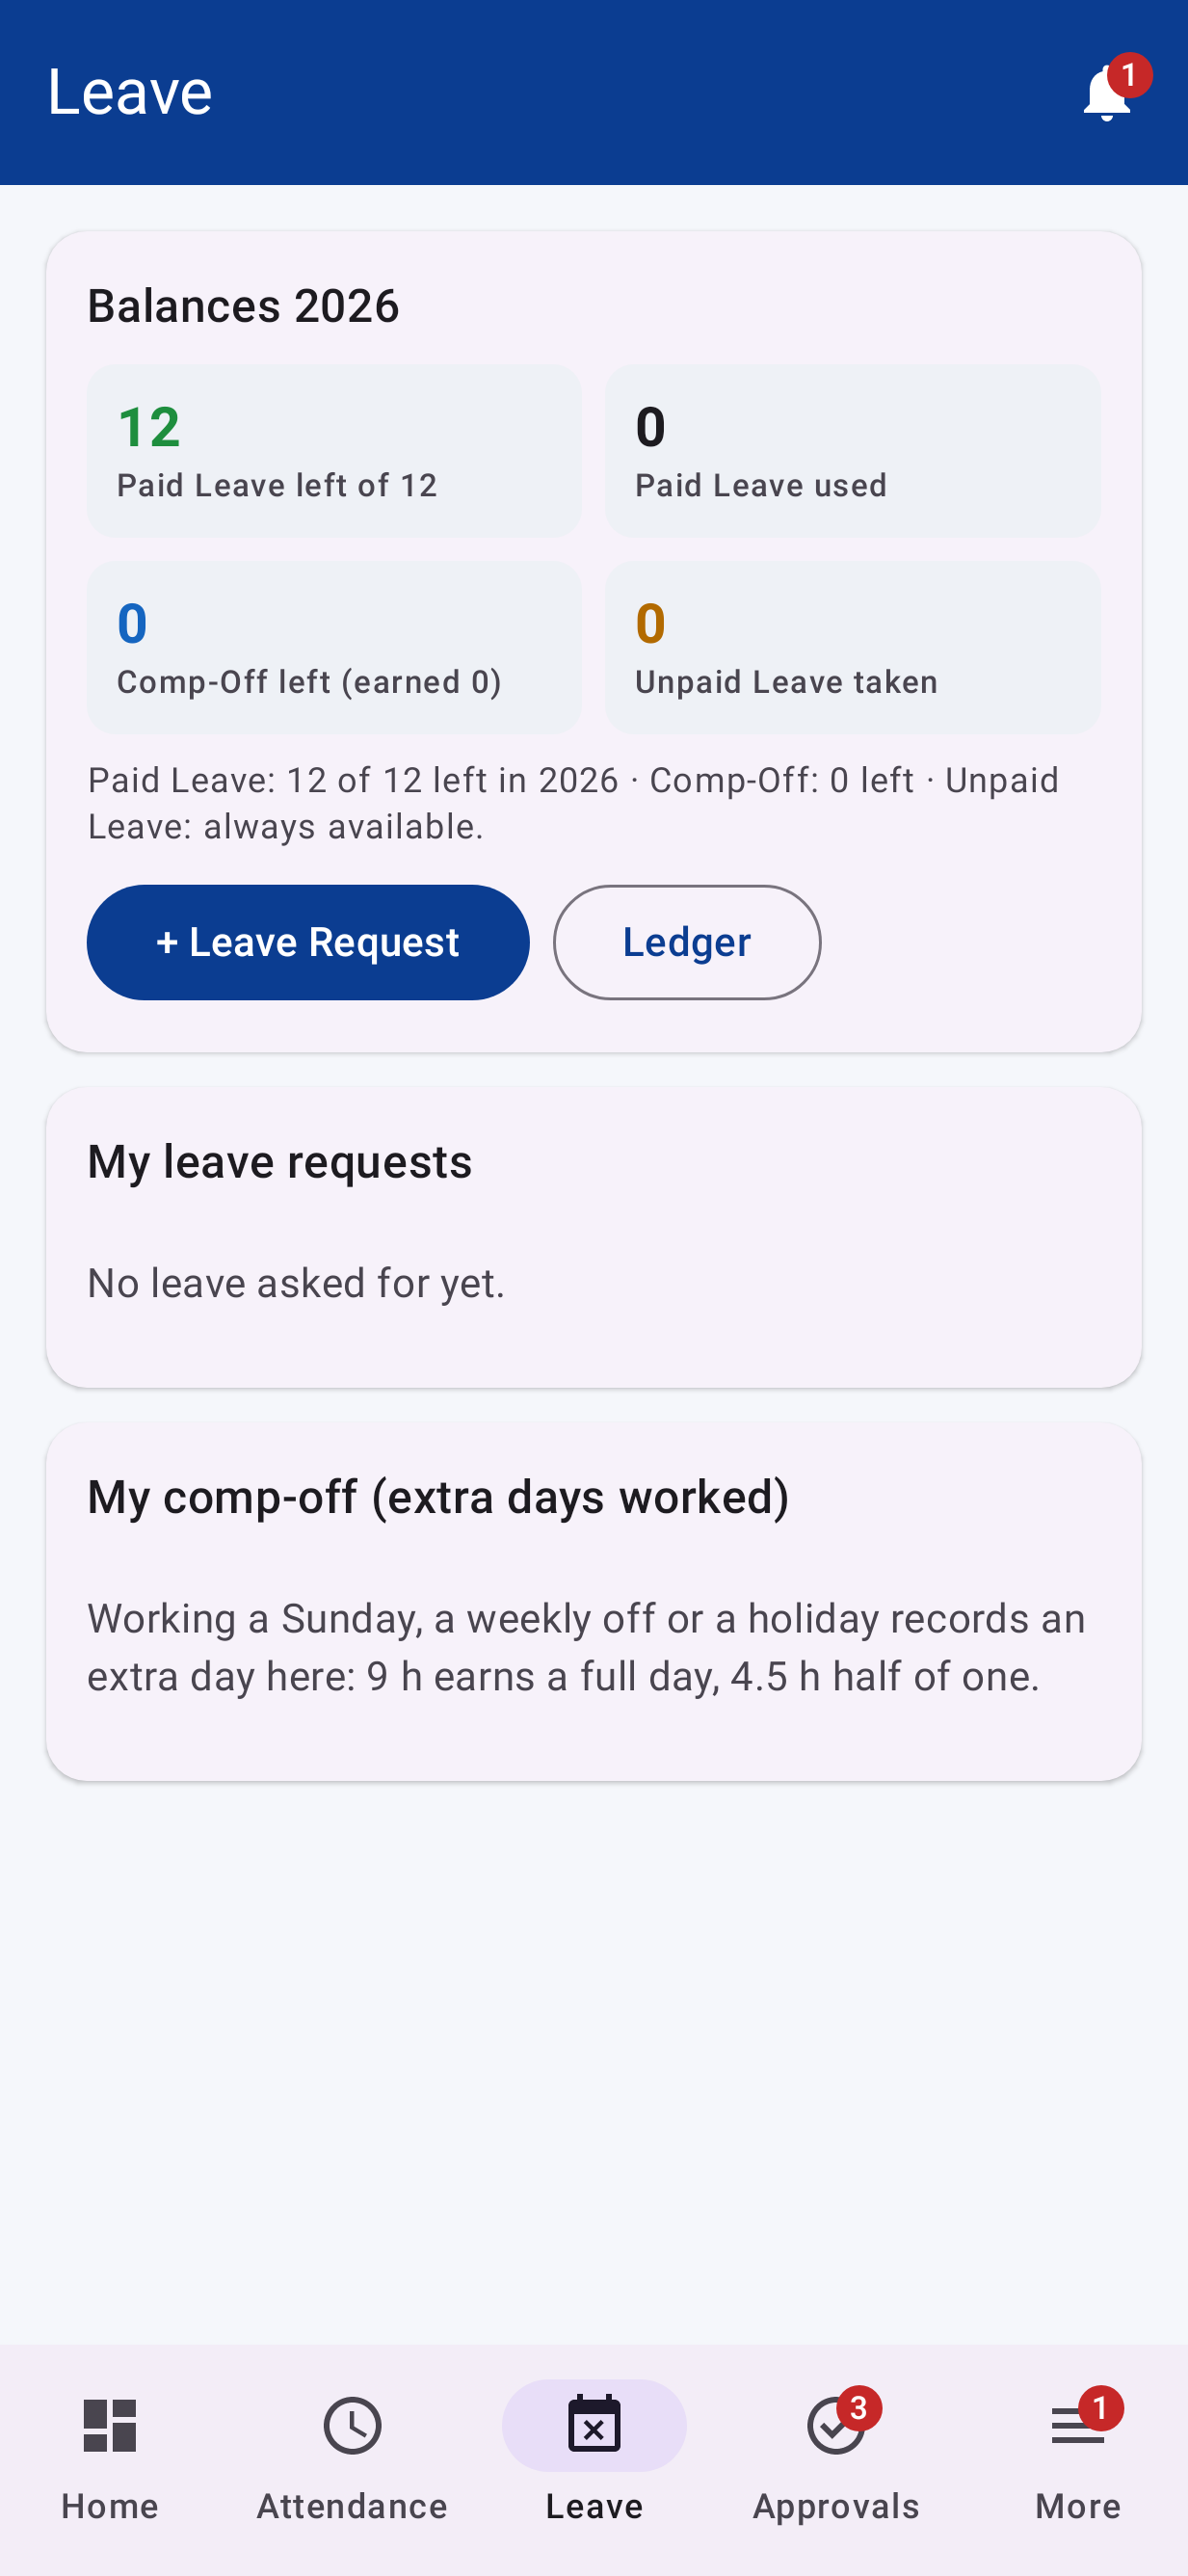 Leave
1
Balances 2026
12
Paid Leave left of 12
0
Paid Leave used
0
Comp-Off left (earned 0)
0
Unpaid Leave taken
Paid Leave: 12 of 12 left in 2026 · Comp-Off: 0 left · Unpaid
Leave: always available.
+ Leave Request
Ledger
My leave requests
No leave asked for yet.
My comp-off (extra days worked)
Working a Sunday, a weekly off or a holiday records an
extra day here: 9 h earns a full day, 4.5 h half of one.
3
1
Home
Attendance
Leave
Approvals
More